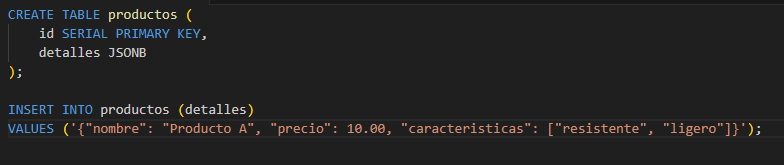 CREATE TABLE productos (
    id SERIAL PRIMARY KEY,
    detalles JSONB
);

INSERT INTO productos (detalles)
VALUES ('{"nombre": "Producto A", "precio": 10.00, "caracteristicas": ["resistente", "ligero"]}');